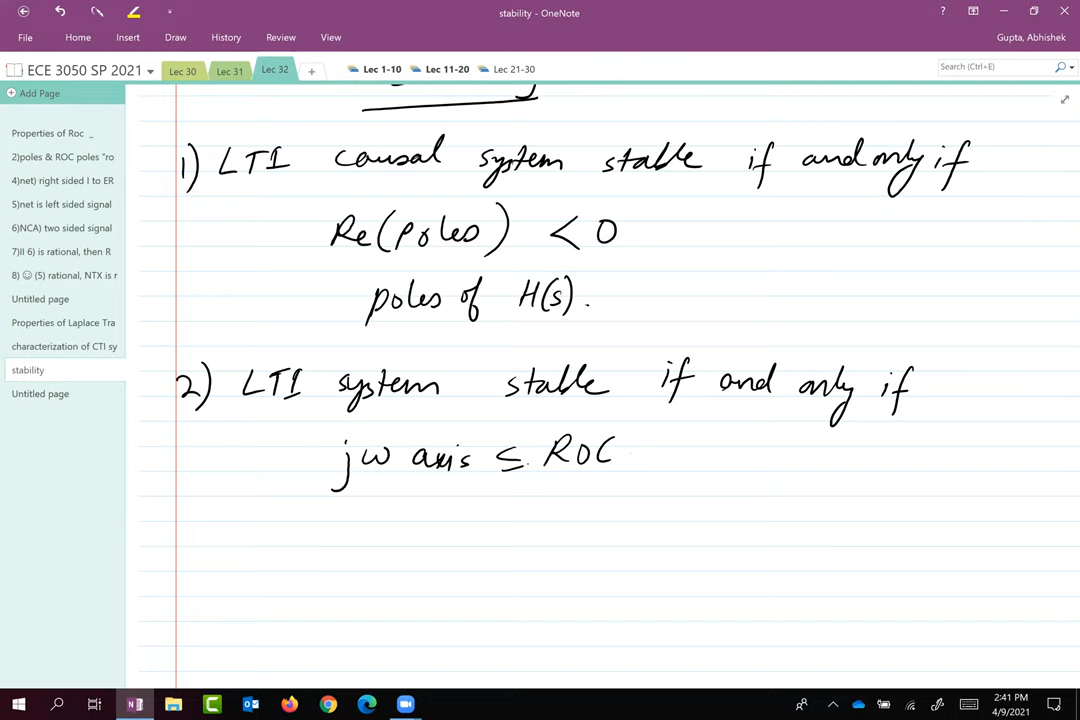 stability - OneNote
?
File Home Insert Draw History Review View
Gupta, Abhishek
ECE 3050 SP 2021 Lec 30 Lec 31 Lec 32 + Lec 1-10 Lec 11-20 Lec 21-30
Search (Ctrl+E)
Add Page
Properties of Roc _
2)poles & ROC poles "ro
4)net) right sided I to ER
5)net is left sided signal
6)NCA) two sided signal
7)II 6) is rational, then R
8) ☺ (5) rational, NTX is r
Untitled page
Properties of Laplace Tra
characterization of CTI sy
stability
Untitled page
1) LTI causal system stable if and only if
Re(poles) < 0
poles of H(s).
2) LTI system stable if and only if
jω axis ⊆ ROC
2:41 PM
4/9/2021